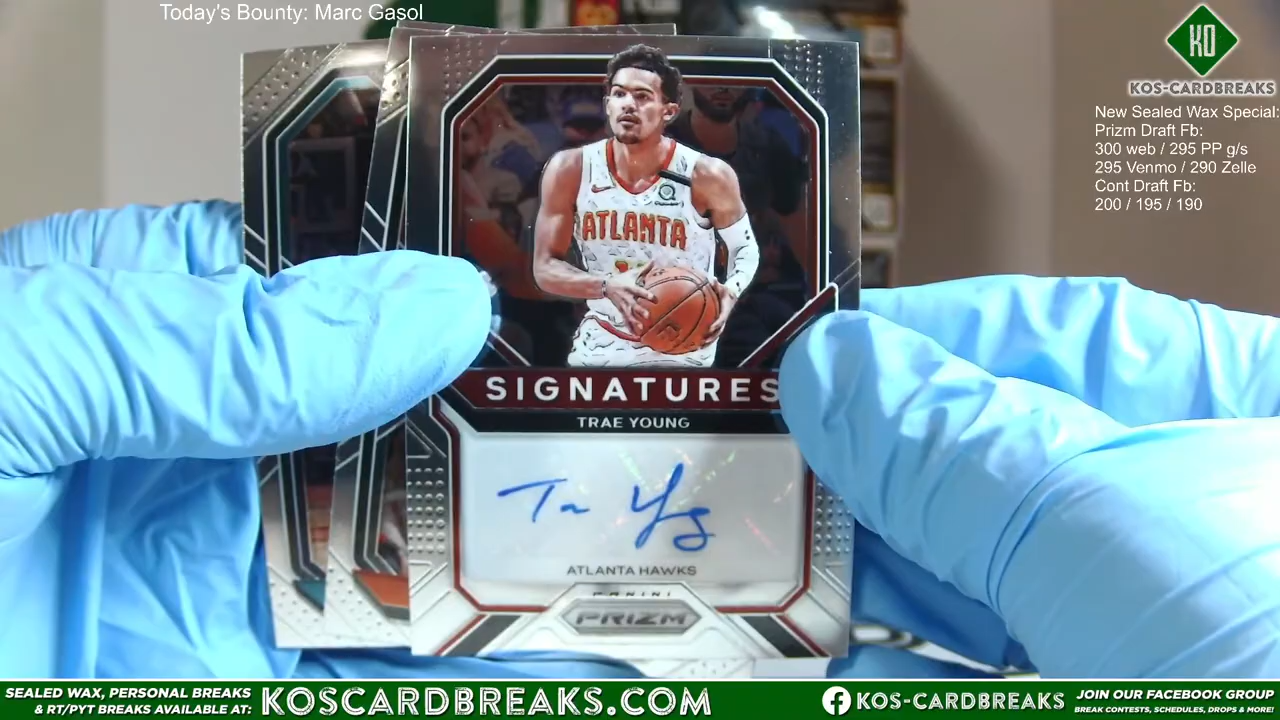 Today's Bounty: Marc Gasol
KO
KOS-CARDBREAKS
New Sealed Wax Special:
Prizm Draft Fb:
300 web / 295 PP g/s
295 Venmo / 290 Zelle
Cont Draft Fb:
200 / 195 / 190
ATLANTA
SIGNATURES
TRAE YOUNG
ATLANTA HAWKS
PANINI
PRIZM
SEALED WAX, PERSONAL BREAKS
& RT/PYT BREAKS AVAILABLE AT:
KOSCARDBREAKS.COM
KOS-CARDBREAKS
JOIN OUR FACEBOOK GROUP
BREAK CONTESTS, SCHEDULES, DROPS & MORE!